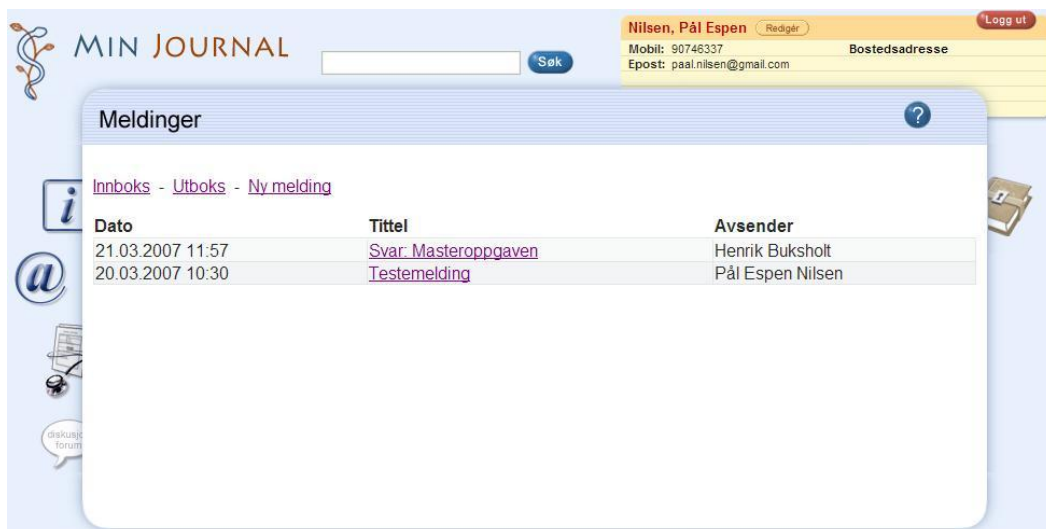 MIN JOURNAL
Søk
Nilsen, Pål Espen Redigér
Logg ut
Mobil: 90746337 Bostedsadresse
Epost: paal.nilsen@gmail.com
Meldinger ?
Innboks - Utboks - Ny melding
Dato Tittel Avsender
21.03.2007 11:57 Svar: Masteroppgaven Henrik Buksholt
20.03.2007 10:30 Testemelding Pål Espen Nilsen
i
@
forum